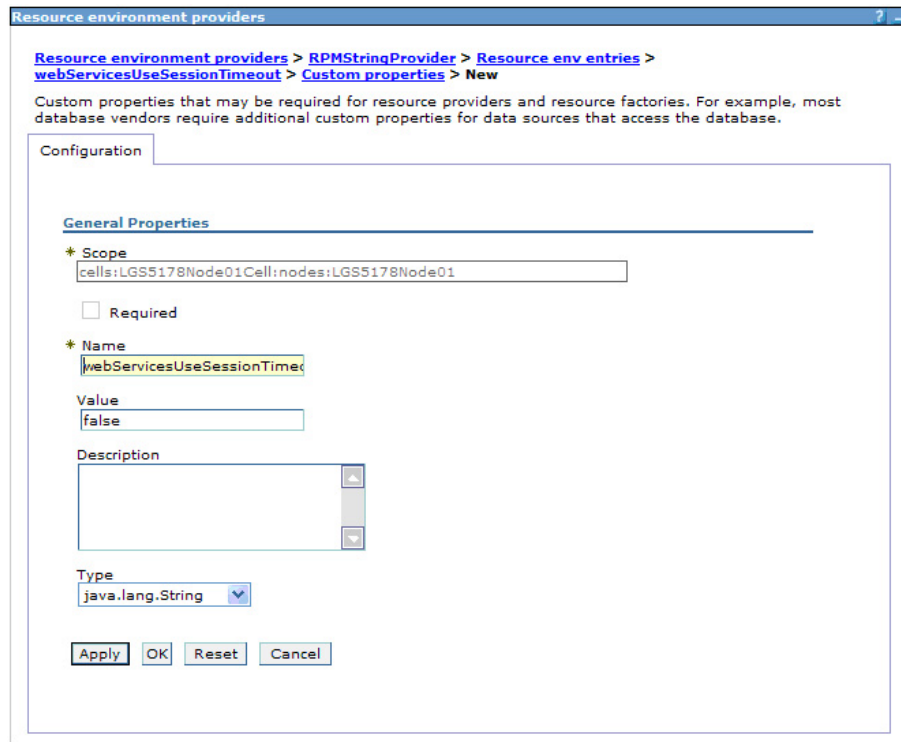 Resource environment providers ? _
Resource environment providers > RPMStringProvider > Resource env entries >
webServicesUseSessionTimeout > Custom properties > New
Custom properties that may be required for resource providers and resource factories. For example, most
database vendors require additional custom properties for data sources that access the database.
Configuration
General Properties
* Scope
cells:LGS5178Node01Cell:nodes:LGS5178Node01
Required
* Name
webServicesUseSessionTimeo
Value
false
Description
Type
java.lang.String
Apply OK Reset Cancel